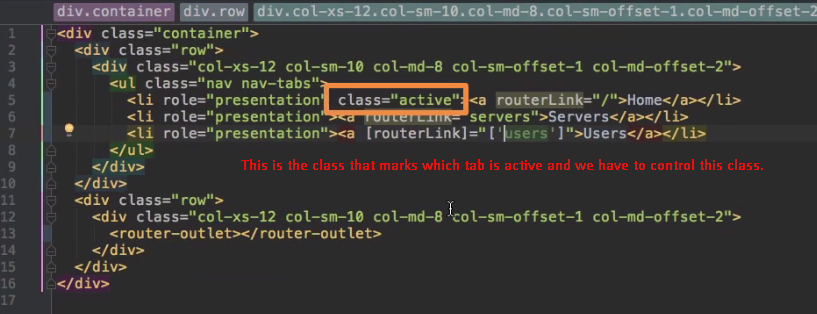 div.container div.row div.col-xs-12.col-sm-10.col-md-8.col-sm-offset-1.col-md-offset-2
1 <div class="container">
2 <div class="row">
3 <div class="col-xs-12 col-sm-10 col-md-8 col-sm-offset-1 col-md-offset-2">
4 <ul class="nav nav-tabs">
5 <li role="presentation" class="active"><a routerLink="/">Home</a></li>
6 <li role="presentation"><a routerLink="servers">Servers</a></li>
7 <li role="presentation"><a [routerLink]="['users']">Users</a></li>
8 </ul>
This is the class that marks which tab is active and we have to control this class.
9 </div>
10 </div>
11 <div class="row">
12 <div class="col-xs-12 col-sm-10 col-md-8 col-sm-offset-1 col-md-offset-2">
13 <router-outlet></router-outlet>
14 </div>
15 </div>
16 </div>
17